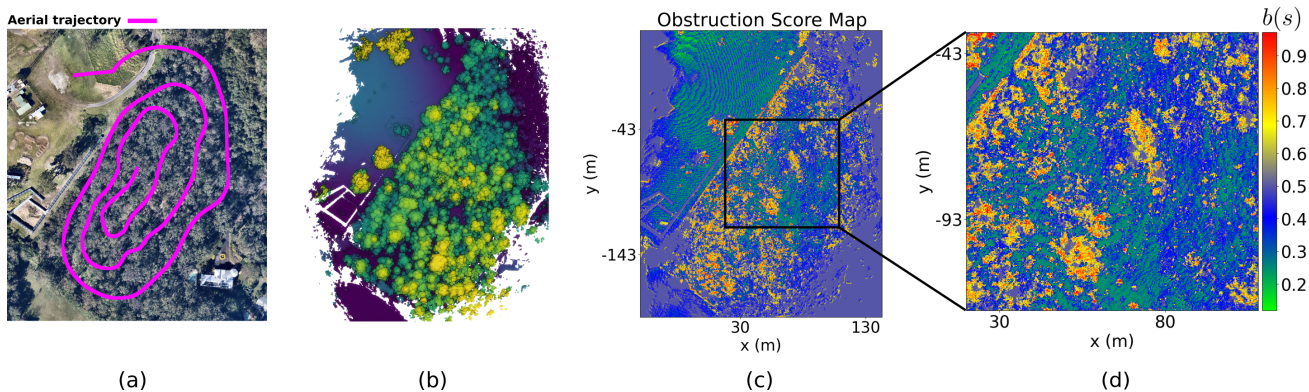 Aerial trajectory
Obstruction Score Map
b(s)
-43
-143
y (m)
30
130
x (m)
-43
-93
y (m)
30
80
x (m)
0.9
0.8
0.7
0.6
0.5
0.4
0.3
0.2
(a)
(b)
(c)
(d)